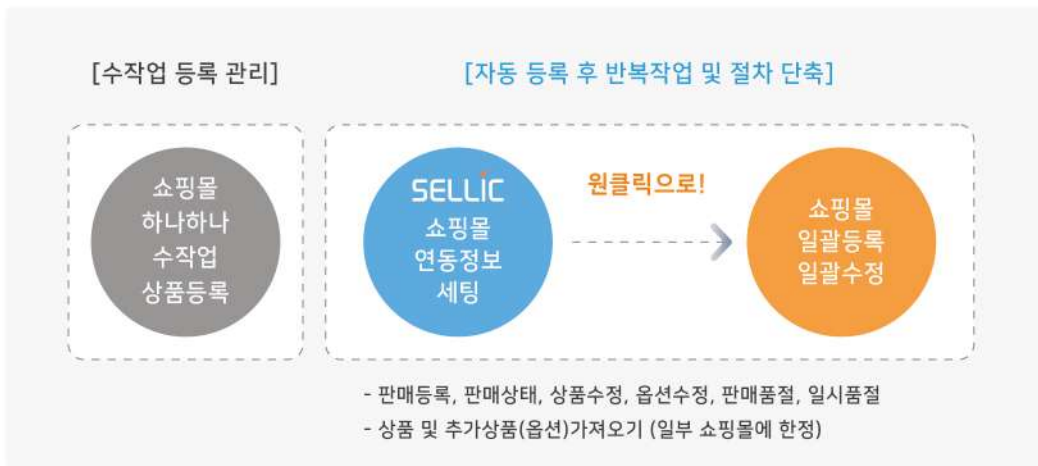 [수작업 등록 관리]
[자동 등록 후 반복작업 및 절차 단축]
쇼핑몰
하나하나
수작업
상품등록
SELLIC
쇼핑몰
연동정보
세팅
원클릭으로!
쇼핑몰
일괄등록
일괄수정
- 판매등록, 판매상태, 상품수정, 옵션수정, 판매품절, 일시품절
- 상품 및 추가상품(옵션)가져오기 (일부 쇼핑몰에 한정)